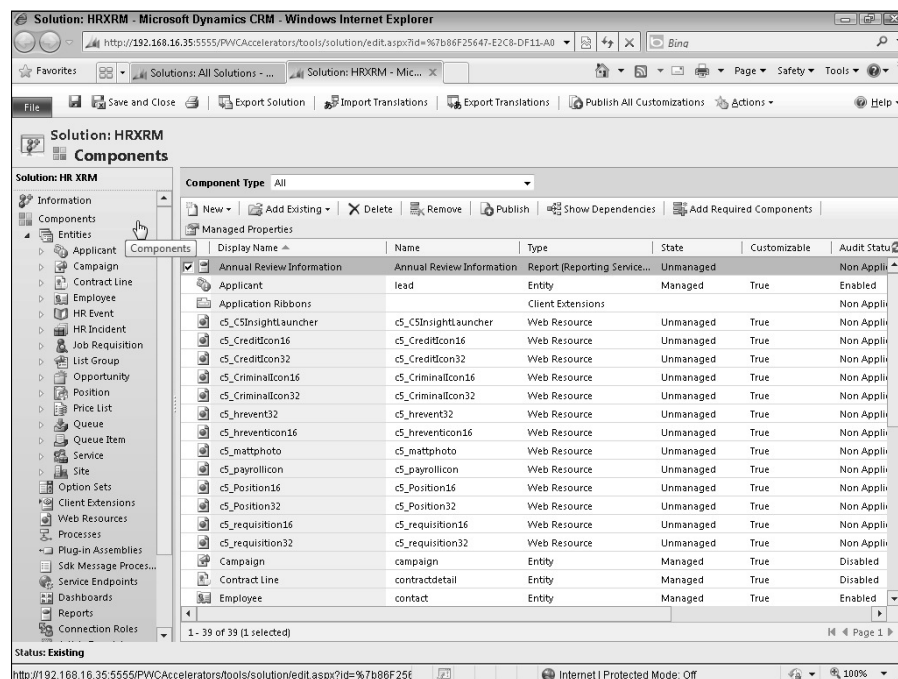 Solution: HRXRM - Microsoft Dynamics CRM - Windows Internet Explorer
http://192.168.16.35:5555/PWCAccelerators/tools/solution/edit.aspx?id=%7b86F25647-E2C8-DF11-A0
Bing
Favorites
Solutions: All Solutions - ...
Solution: HRXRM - Mic... X
Page Safety Tools
File
Save and Close
Export Solution
Import Translations
Export Translations
Publish All Customizations
Actions
Help
Solution: HRXRM
Components
Solution: HR XRM
Information
Components
Entities
Applicant
Campaign
Contract Line
Employee
HR Event
HR Incident
Job Requisition
List Group
Opportunity
Position
Price List
Queue
Queue Item
Service
Site
Option Sets
Client Extensions
Web Resources
Processes
Plug-in Assemblies
Sdk Message Proces...
Service Endpoints
Dashboards
Reports
Connection Roles
Components
Component Type All
New Add Existing Delete Remove Publish Show Dependencies Add Required Components
Managed Properties
Display Name Name Type State Customizable Audit Statu
Annual Review Information Annual Review Information Report (Reporting Service... Unmanaged Non Appli
Applicant lead Entity Managed True Enabled
Application Ribbons Client Extensions Non Appli
c5_C5InsightLauncher c5_C5InsightLauncher Web Resource Unmanaged True Non Appli
c5_CreditIcon16 c5_CreditIcon16 Web Resource Unmanaged True Non Appli
c5_CreditIcon32 c5_CreditIcon32 Web Resource Unmanaged True Non Appli
c5_CriminalIcon16 c5_CriminalIcon16 Web Resource Unmanaged True Non Appli
c5_CriminalIcon32 c5_CriminalIcon32 Web Resource Unmanaged True Non Appli
c5_hrevent32 c5_hrevent32 Web Resource Unmanaged True Non Appli
c5_hreventicon16 c5_hreventicon16 Web Resource Unmanaged True Non Appli
c5_mattphoto c5_mattphoto Web Resource Unmanaged True Non Appli
c5_payrollicon c5_payrollicon Web Resource Unmanaged True Non Appli
c5_Position16 c5_Position16 Web Resource Unmanaged True Non Appli
c5_Position32 c5_Position32 Web Resource Unmanaged True Non Appli
c5_requisition16 c5_requisition16 Web Resource Unmanaged True Non Appli
c5_requisition32 c5_requisition32 Web Resource Unmanaged True Non Appli
Campaign campaign Entity Managed True Disabled
Contract Line contractdetail Entity Managed True Disabled
Employee contact Entity Managed True Enabled
1 - 39 of 39 (1 selected)
Page 1
Status: Existing
http://192.168.16.35:5555/PWCAccelerators/tools/solution/edit.aspx?id=%7b86F256
Internet | Protected Mode: Off
100%